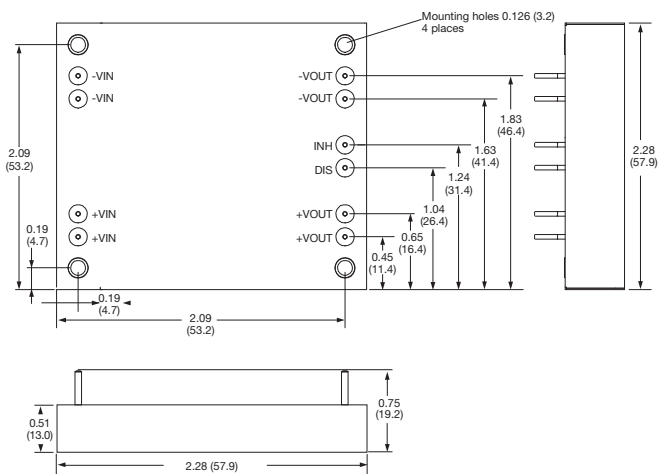 Mounting holes 0.126 (3.2)
4 places
-VIN
-VOUT
-VIN
-VOUT
1.83
(46.4)
INH
1.63
(41.4)
2.09
(53.2)
2.28
(57.9)
DIS
1.24
(31.4)
1.04
(26.4)
+VIN
+VOUT
0.19
(4.7)
0.65
(16.4)
+VIN
+VOUT
0.45
(11.4)
0.19
(4.7)
2.09
(53.2)
0.75
(19.2)
0.51
(13.0)
2.28 (57.9)